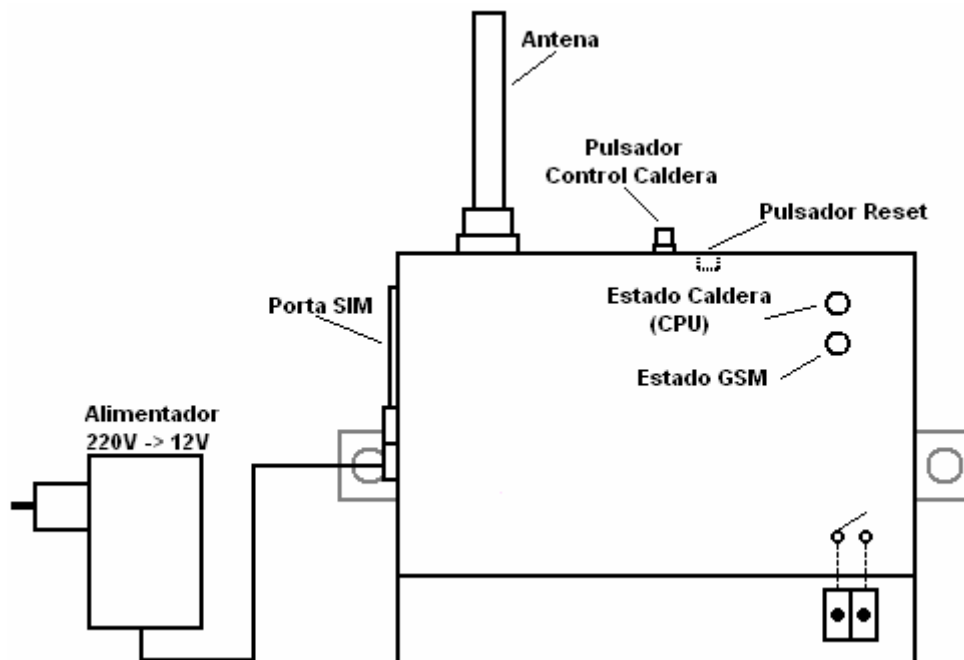 Antena
Pulsador
Control Caldera
Pulsador Reset
Porta SIM
Estado Caldera
(CPU)
Estado GSM
Alimentador
220V -> 12V